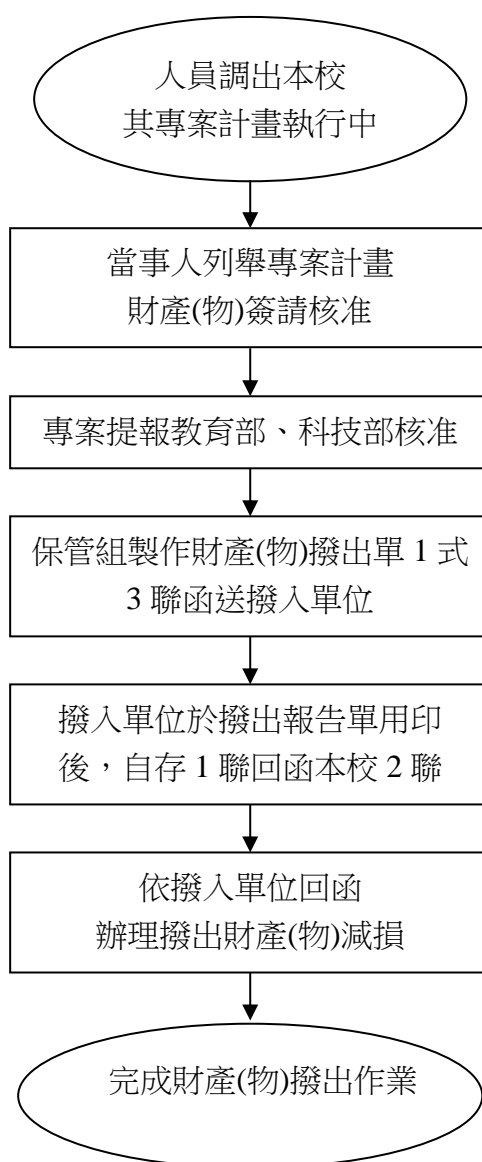 人員調出本校
其專案計畫執行中
當事人列舉專案計畫
財產(物)簽請核准
專案提報教育部、科技部核准
保管組製作財產(物)撥出單 1 式
3 聯函送撥入單位
撥入單位於撥出報告單用印
後，自存 1 聯回函本校 2 聯
依撥入單位回函
辦理撥出財產(物)減損
完成財產(物)撥出作業